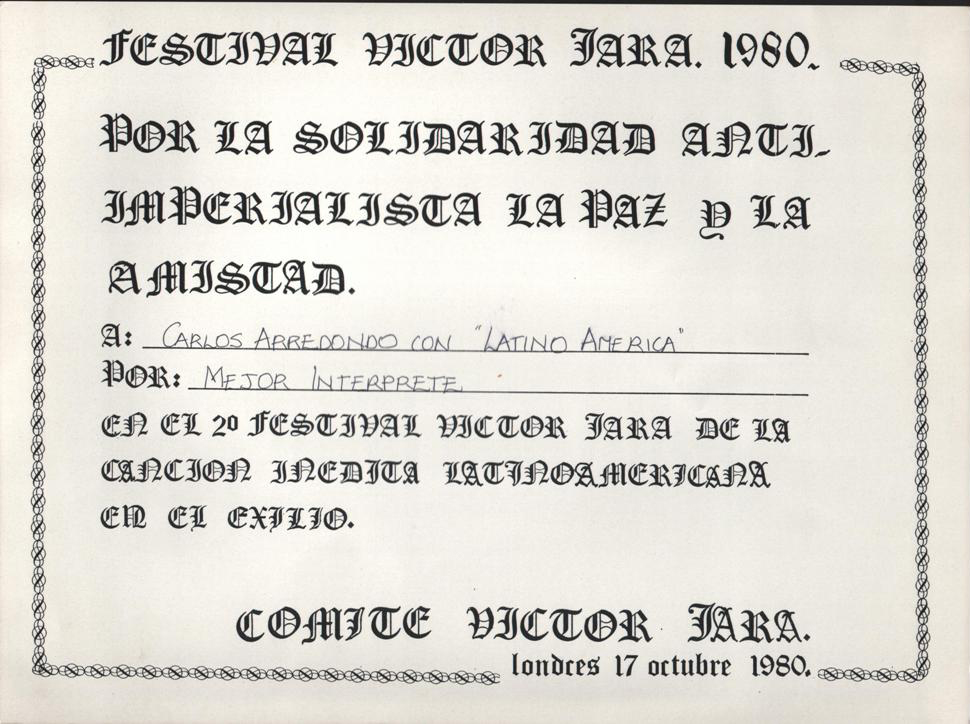 FESTIVAL VICTOR JARA. 1980.
POR LA SOLIDARIDAD ANTI-
IMPERIALISTA LA PAZ Y LA
AMISTAD.
A: CARLOS ARREDONDO CON "LATINO AMERICA"
POR: MEJOR INTERPRETE
EN EL 2º FESTIVAL VICTOR JARA DE LA
CANCION INEDITA LATINOAMERICANA
EN EL EXILIO.
COMITE VICTOR JARA.
londres 17 octubre 1980.